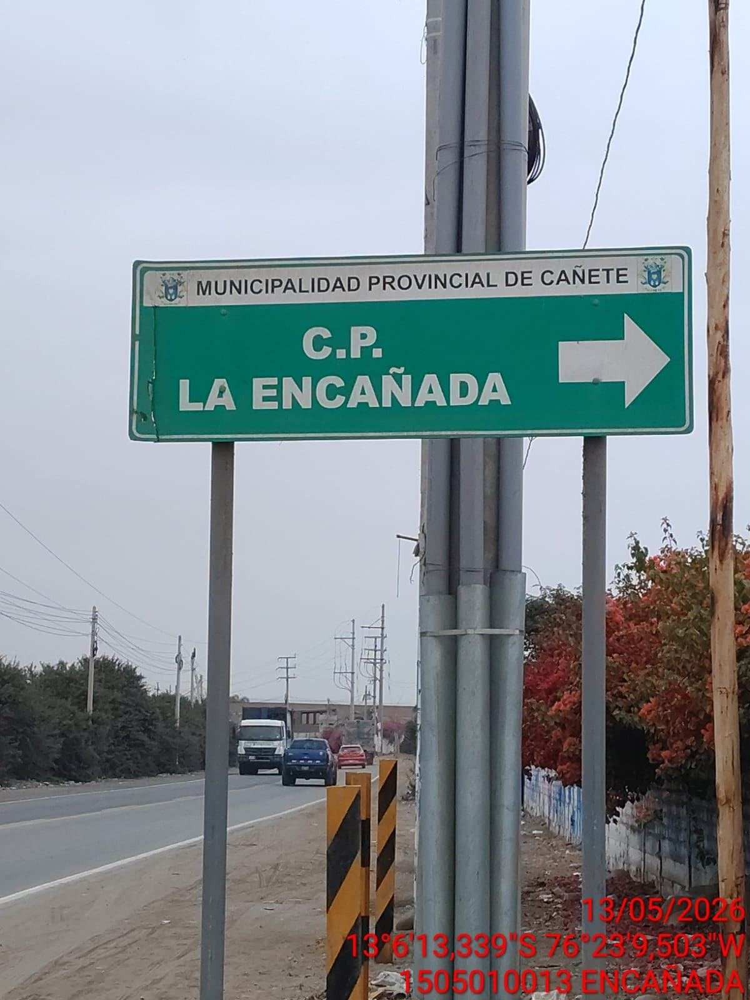 MUNICIPALIDAD PROVINCIAL DE CAÑETE
C.P.
LA ENCAÑADA
13/05/2026
13°6'13,339"S 76°23'9,503"W
1505010013 ENCAÑADA